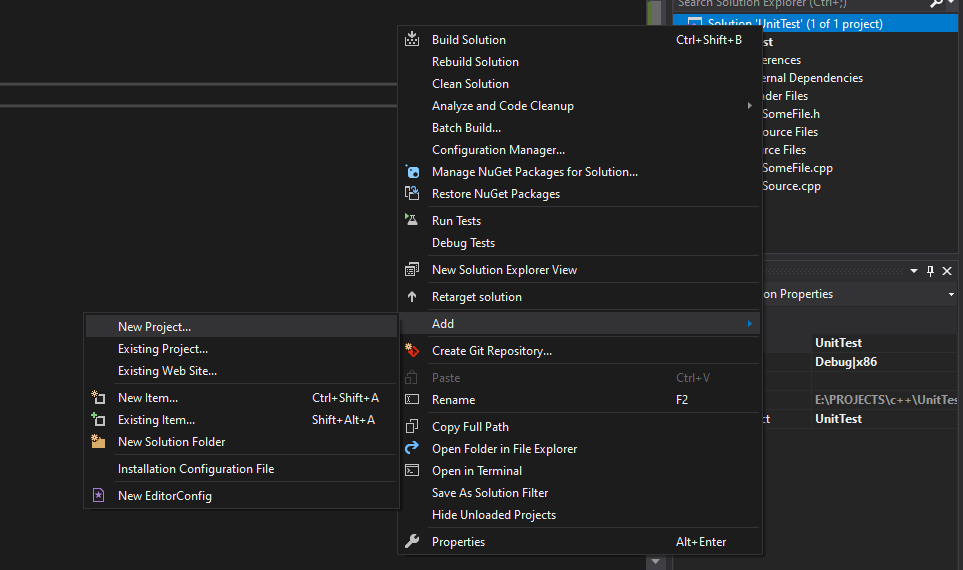 Search Solution Explorer (Ctrl+;)
Solution 'UnitTest' (1 of 1 project)
Build Solution Ctrl+Shift+B
Rebuild Solution
Clean Solution
Analyze and Code Cleanup
Batch Build...
Configuration Manager...
Manage NuGet Packages for Solution...
Restore NuGet Packages
Run Tests
Debug Tests
New Solution Explorer View
Retarget solution
Add
Create Git Repository...
Paste Ctrl+V
Rename F2
Copy Full Path
Open Folder in File Explorer
Open in Terminal
Save As Solution Filter
Hide Unloaded Projects
Properties Alt+Enter
New Project...
Existing Project...
Existing Web Site...
New Item... Ctrl+Shift+A
Existing Item... Shift+Alt+A
New Solution Folder
Installation Configuration File
New EditorConfig
st
erences
ernal Dependencies
der Files
SomeFile.h
ource Files
rce Files
SomeFile.cpp
Source.cpp
on Properties
UnitTest
Debug|x86
E:\PROJECTS\c++\UnitTes
ct UnitTest